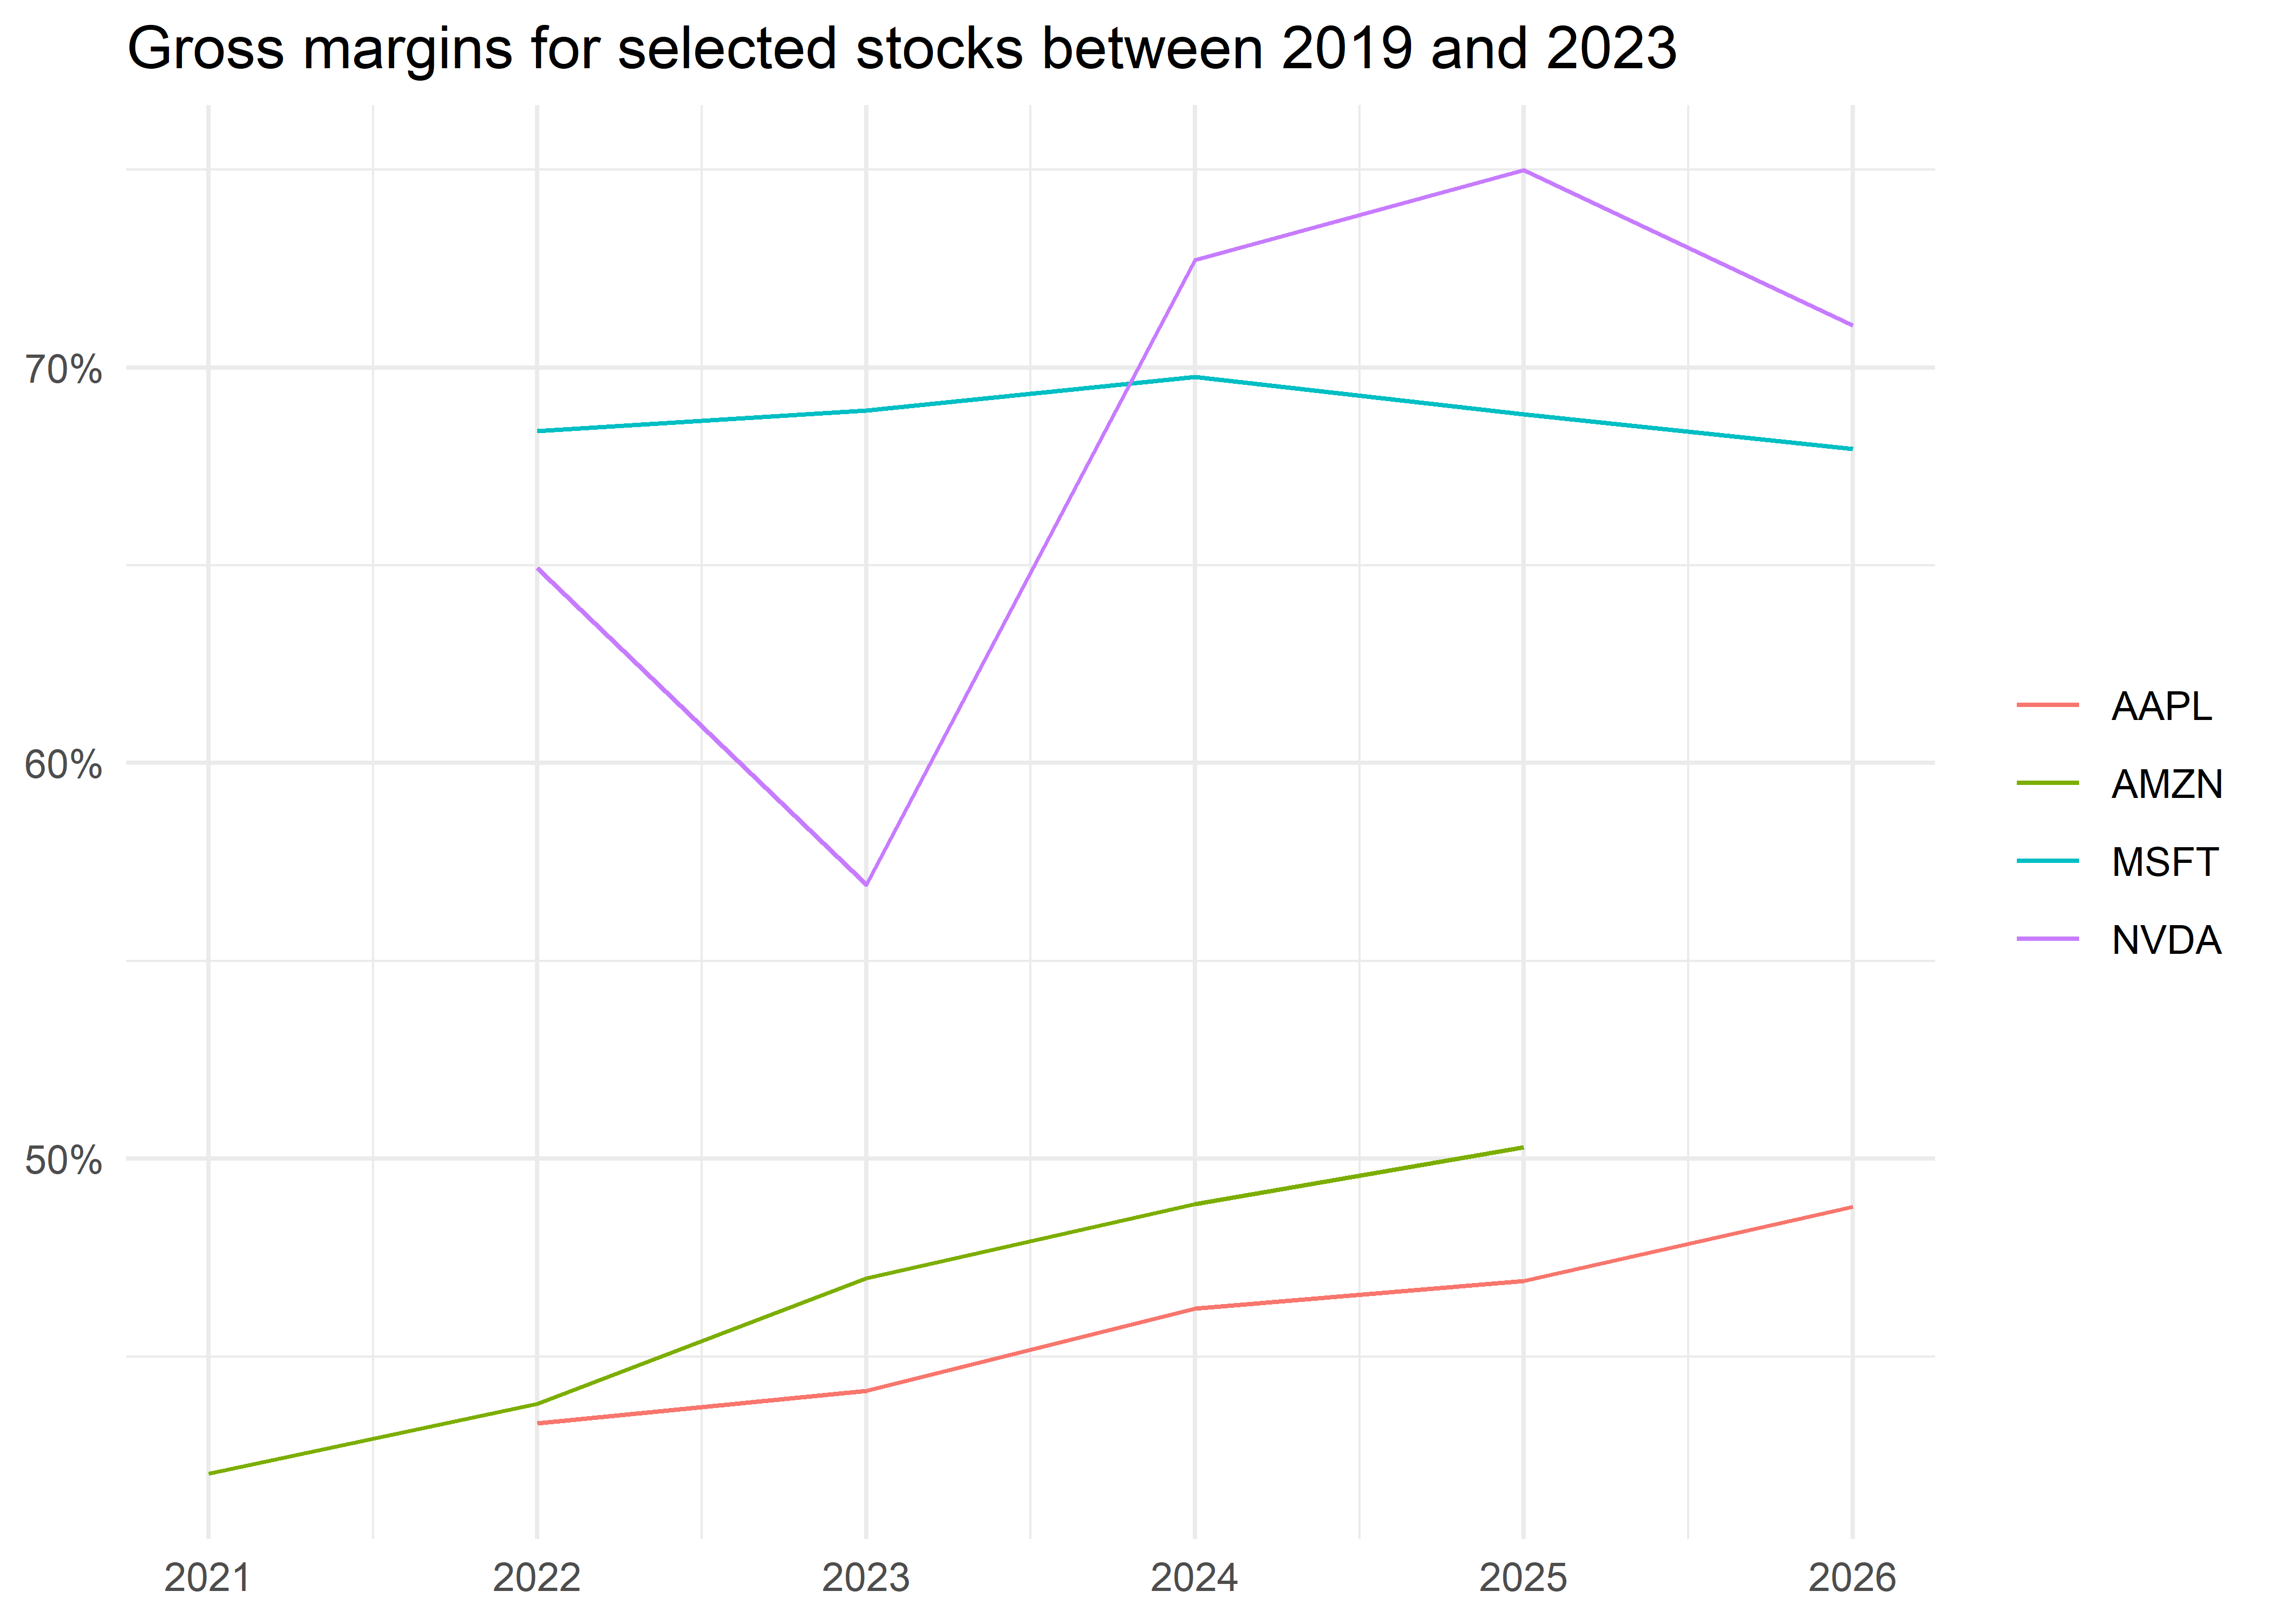 Gross margins for selected stocks between 2019 and 2023
70%
60%
50%
AAPL
AMZN
MSFT
NVDA
2021 2022 2023 2024 2025 2026